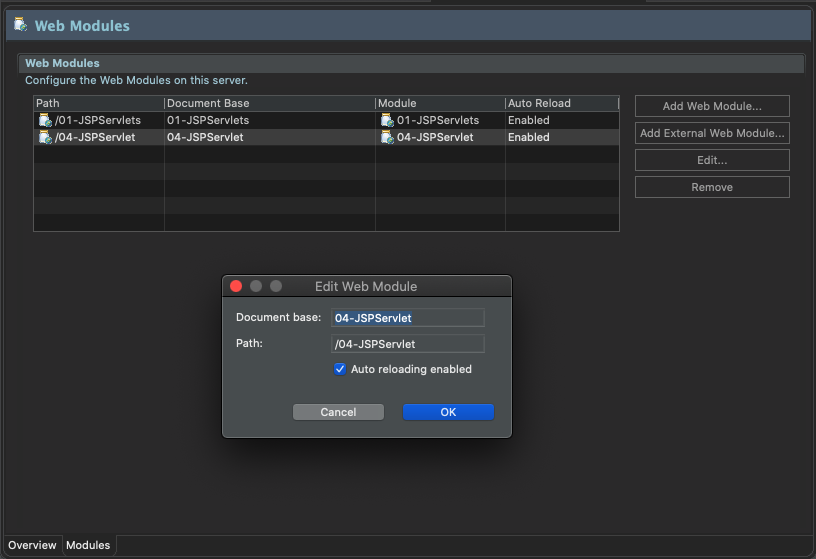 Web Modules
Web Modules
Configure the Web Modules on this server.
Path Document Base Module Auto Reload
/01-JSPServlets 01-JSPServlets 01-JSPServlets Enabled
/04-JSPServlet 04-JSPServlet 04-JSPServlet Enabled
Add Web Module...
Add External Web Module...
Edit...
Remove
Edit Web Module
Document base: 04-JSPServlet
Path: /04-JSPServlet
Auto reloading enabled
Cancel OK
Overview Modules